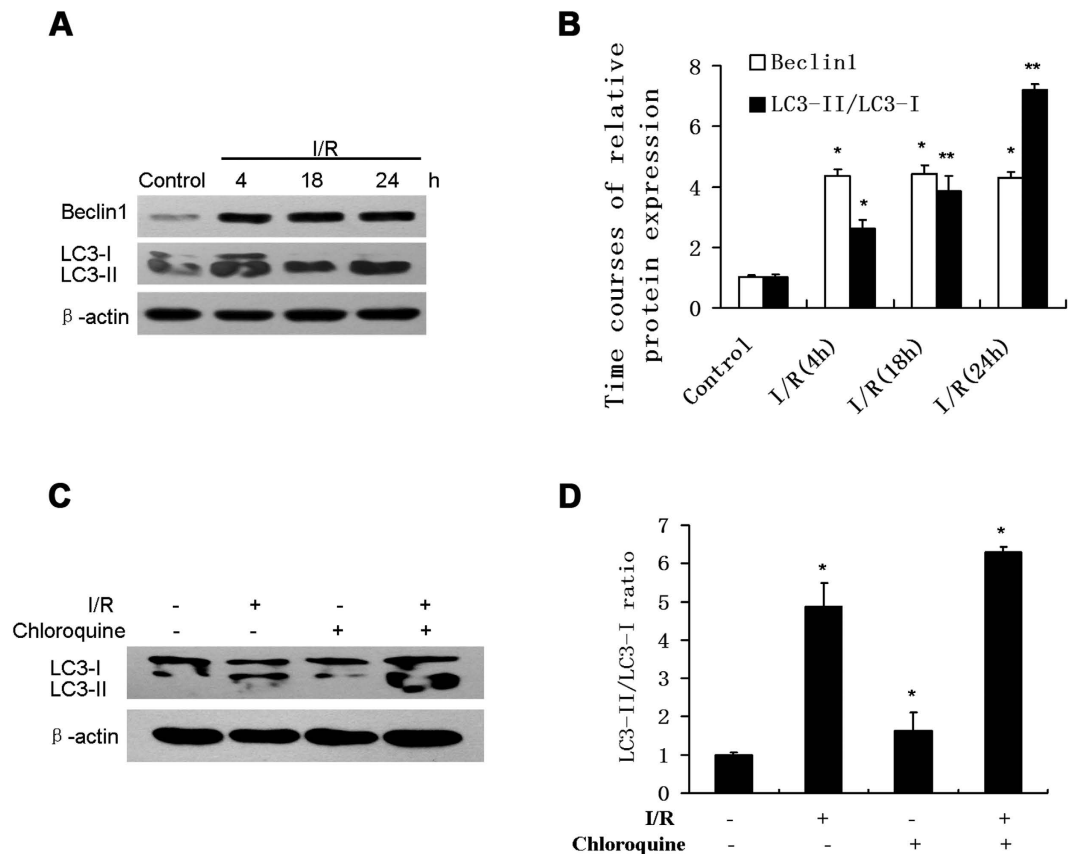 A
I/R
Control 4 18 24 h
Beclin1
LC3-I
LC3-II
β-actin
B
Beclin1
LC3-II/LC3-I
Time courses of relative
protein expression
8
6
4
2
0
* * * ** * **
Control
I/R(4h)
I/R(18h)
I/R(24h)
C
I/R - + - +
Chloroquine - - + +
LC3-I
LC3-II
β-actin
D
LC3-II/LC3-I ratio
7
6
5
4
3
2
1
0
* * *
I/R - + - +
Chloroquine - - + +